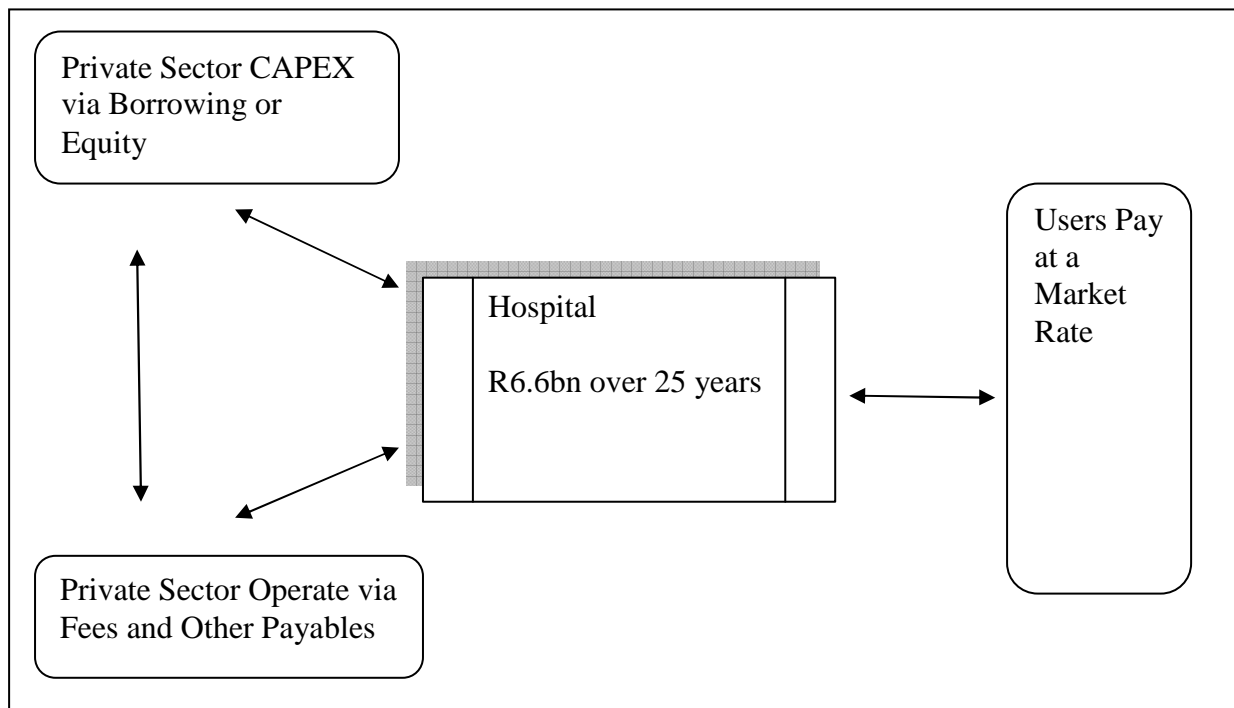 Private Sector CAPEX
via Borrowing or
Equity
Hospital
R6.6bn over 25 years
Users Pay
at a
Market
Rate
Private Sector Operate via
Fees and Other Payables